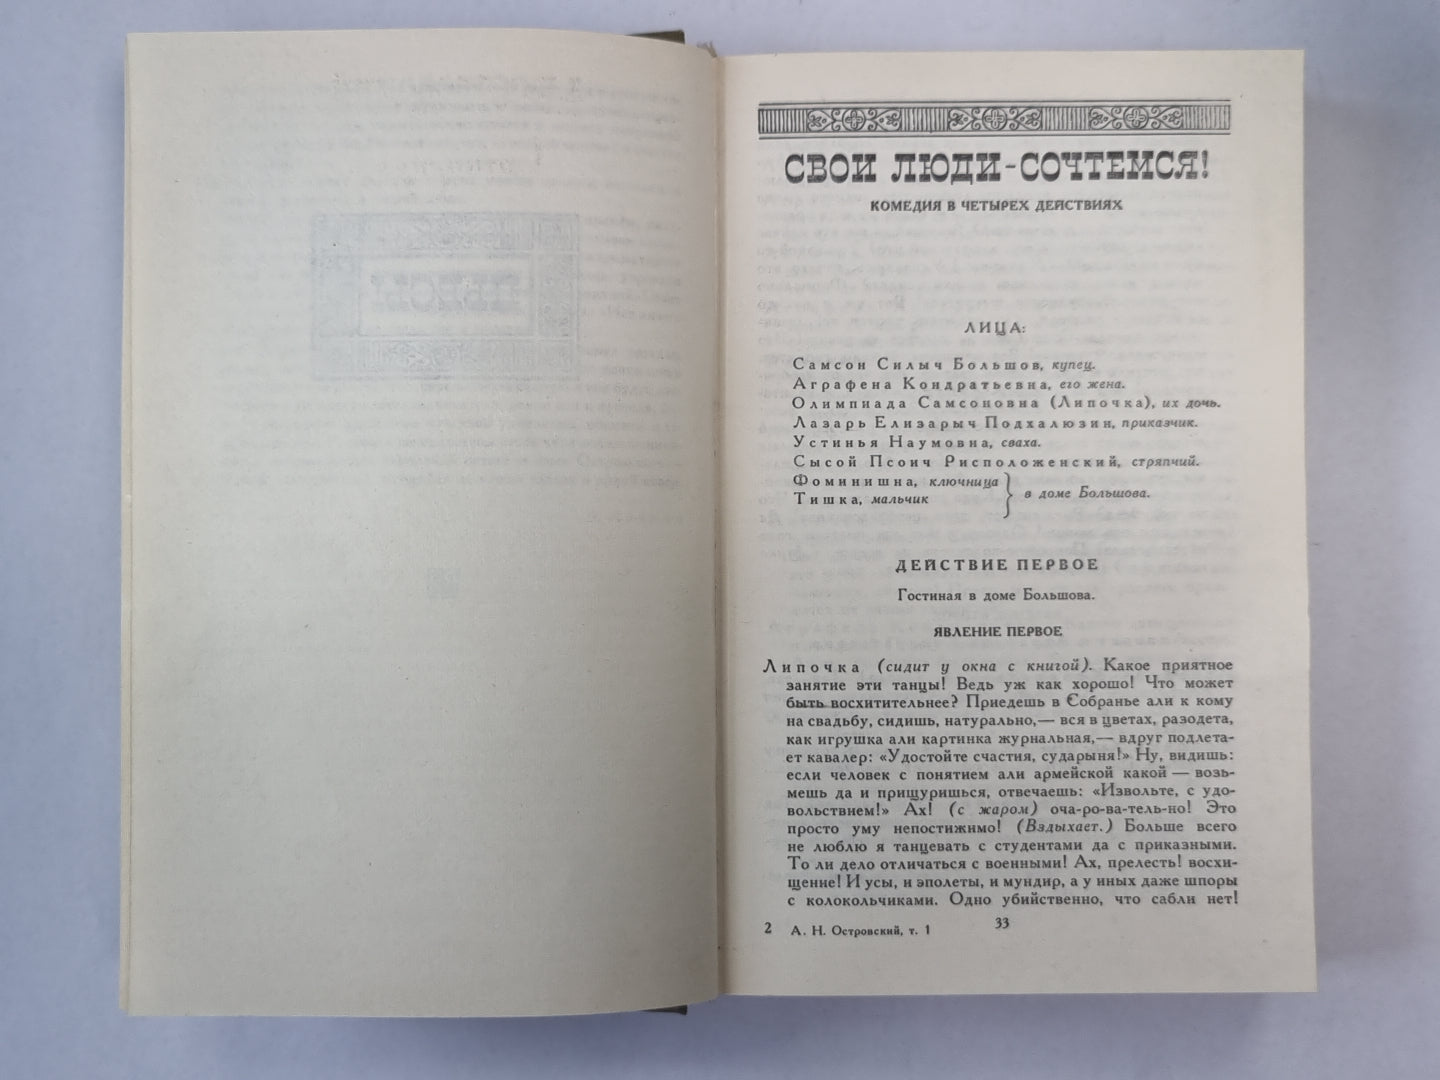 СВОИ ЛЮДИ-СОЧТЕМСЯ!
КОМЕДИЯ В ЧЕТЫРЕХ ДЕЙСТВИЯХ
ЛИЦА:
Самсон Силыч Большов, купец.
Аграфена Кондратьевна, его жена.
Олимпиада Самсоновна (Липочка), их дочь.
Лазарь Елизарыч Подхалюзин, приказчик.
Устинья Наумовна, сваха.
Сысой Псоич Рисположенский, стряпчий.
Фоминишна, ключница
Тишка, мальчик
в доме Большова.
ДЕЙСТВИЕ ПЕРВОЕ
Гостиная в доме Большова.
ЯВЛЕНИЕ ПЕРВОЕ
Липочка (сидит у окна с книгой). Какое приятное
занятие эти танцы! Ведь уж как хорошо! Что может
быть восхитительнее? Приедешь в Собранье али к кому
на свадьбу, сидишь, натурально,— вся в цветах, разодета,
как игрушка али картинка журнальная,— вдруг подлета-
ет кавалер: «Удостойте счастия, сударыня!» Ну, видишь:
если человек с понятием али армейской какой — возь-
мешь да и прищуришься, отвечаешь: «Извольте, с удо-
вольствием!» Ах! (с жаром) оча-ро-ва-тель-но! Это
просто уму непостижимо! (Вздыхает.) Больше всего
не люблю я танцевать с студентами да с приказными.
То ли дело отличаться с военными! Ах, прелесть! восхи-
щение! И усы, и эполеты, и мундир, а у иных даже шпоры
с колокольчиками. Одно убийственно, что сабли нет!
2 А. Н. Островский, т. 1
33